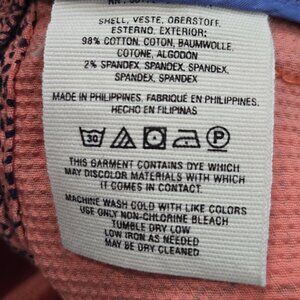 SHELL, VESTE, OBERSTOFF,
ESTERNO, EXTERIOR:
98% COTTON, COTON, BAUMWOLLE,
COTONE, ALGODON
2% SPANDEX, SPANDEX,
SPANDEX, SPANDEX
MADE IN PHILIPPINES, FABRIQUÉ EN PHILIPPINES,
HECHO EN FILIPINAS
30 P
THIS GARMENT CONTAINS DYE WHICH
MAY DISCOLOR MATERIALS WITH WHICH
IT COMES IN CONTACT
MACHINE WASH COLD WITH LIKE COLORS
USE ONLY NON-CHLORINE BLEACH
TUMBLE DRY LOW
LOW IRON AS NEEDED
MAY BE DRY CLEANED